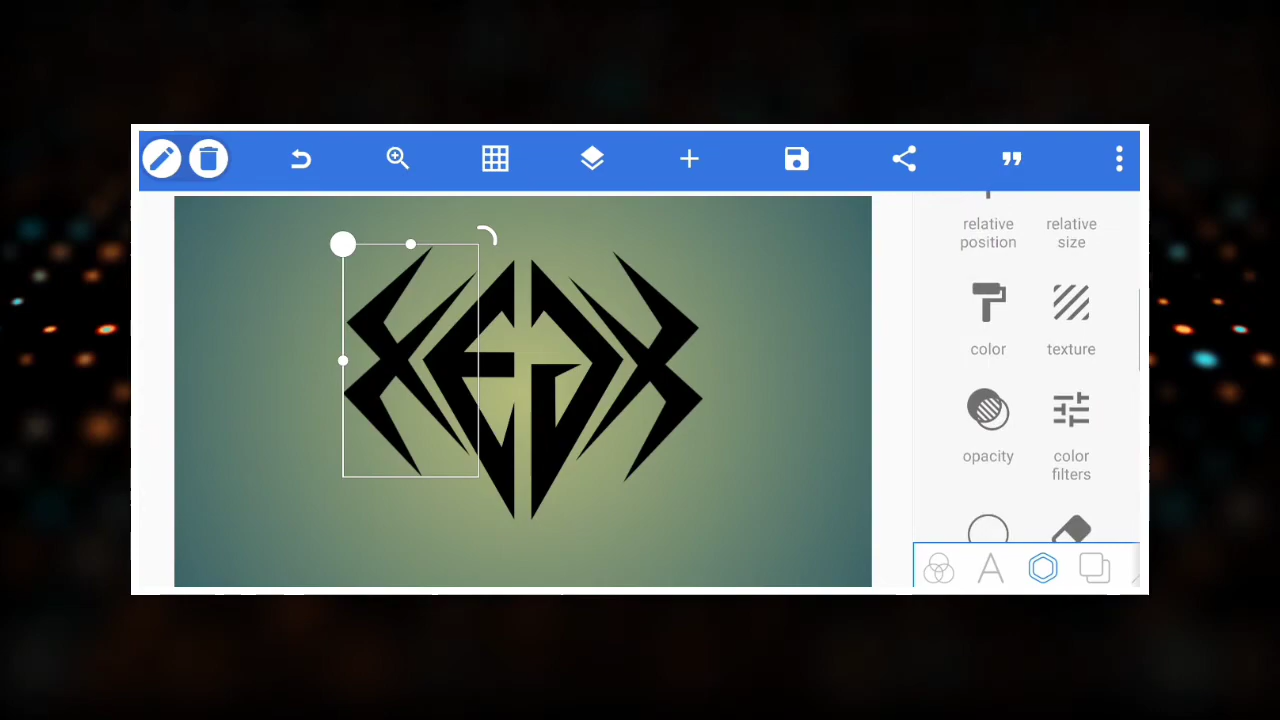 relative position
relative size
color
texture
opacity
color filters